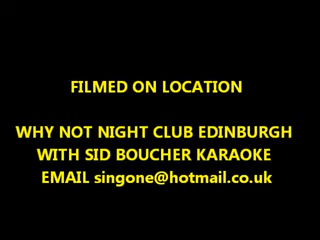 FILMED ON LOCATION
WHY NOT NIGHT CLUB EDINBURGH
WITH SID BOUCHER KARAOKE
EMAIL singone@hotmail.co.uk